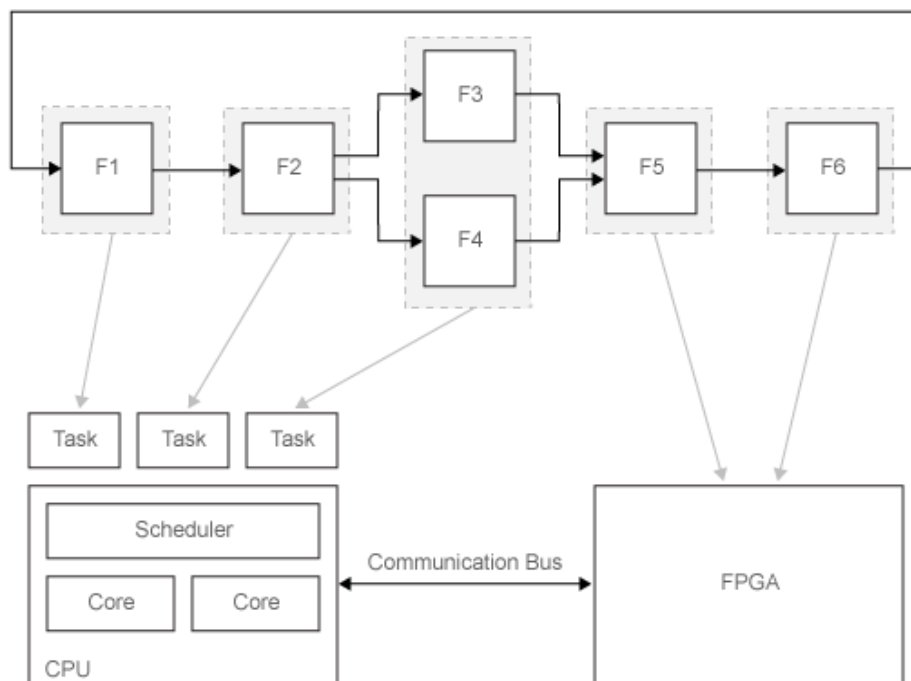 F3
F1
F2
F5
F6
F4
Task
Task
Task
Scheduler
Communication Bus
FPGA
Core
Core
CPU